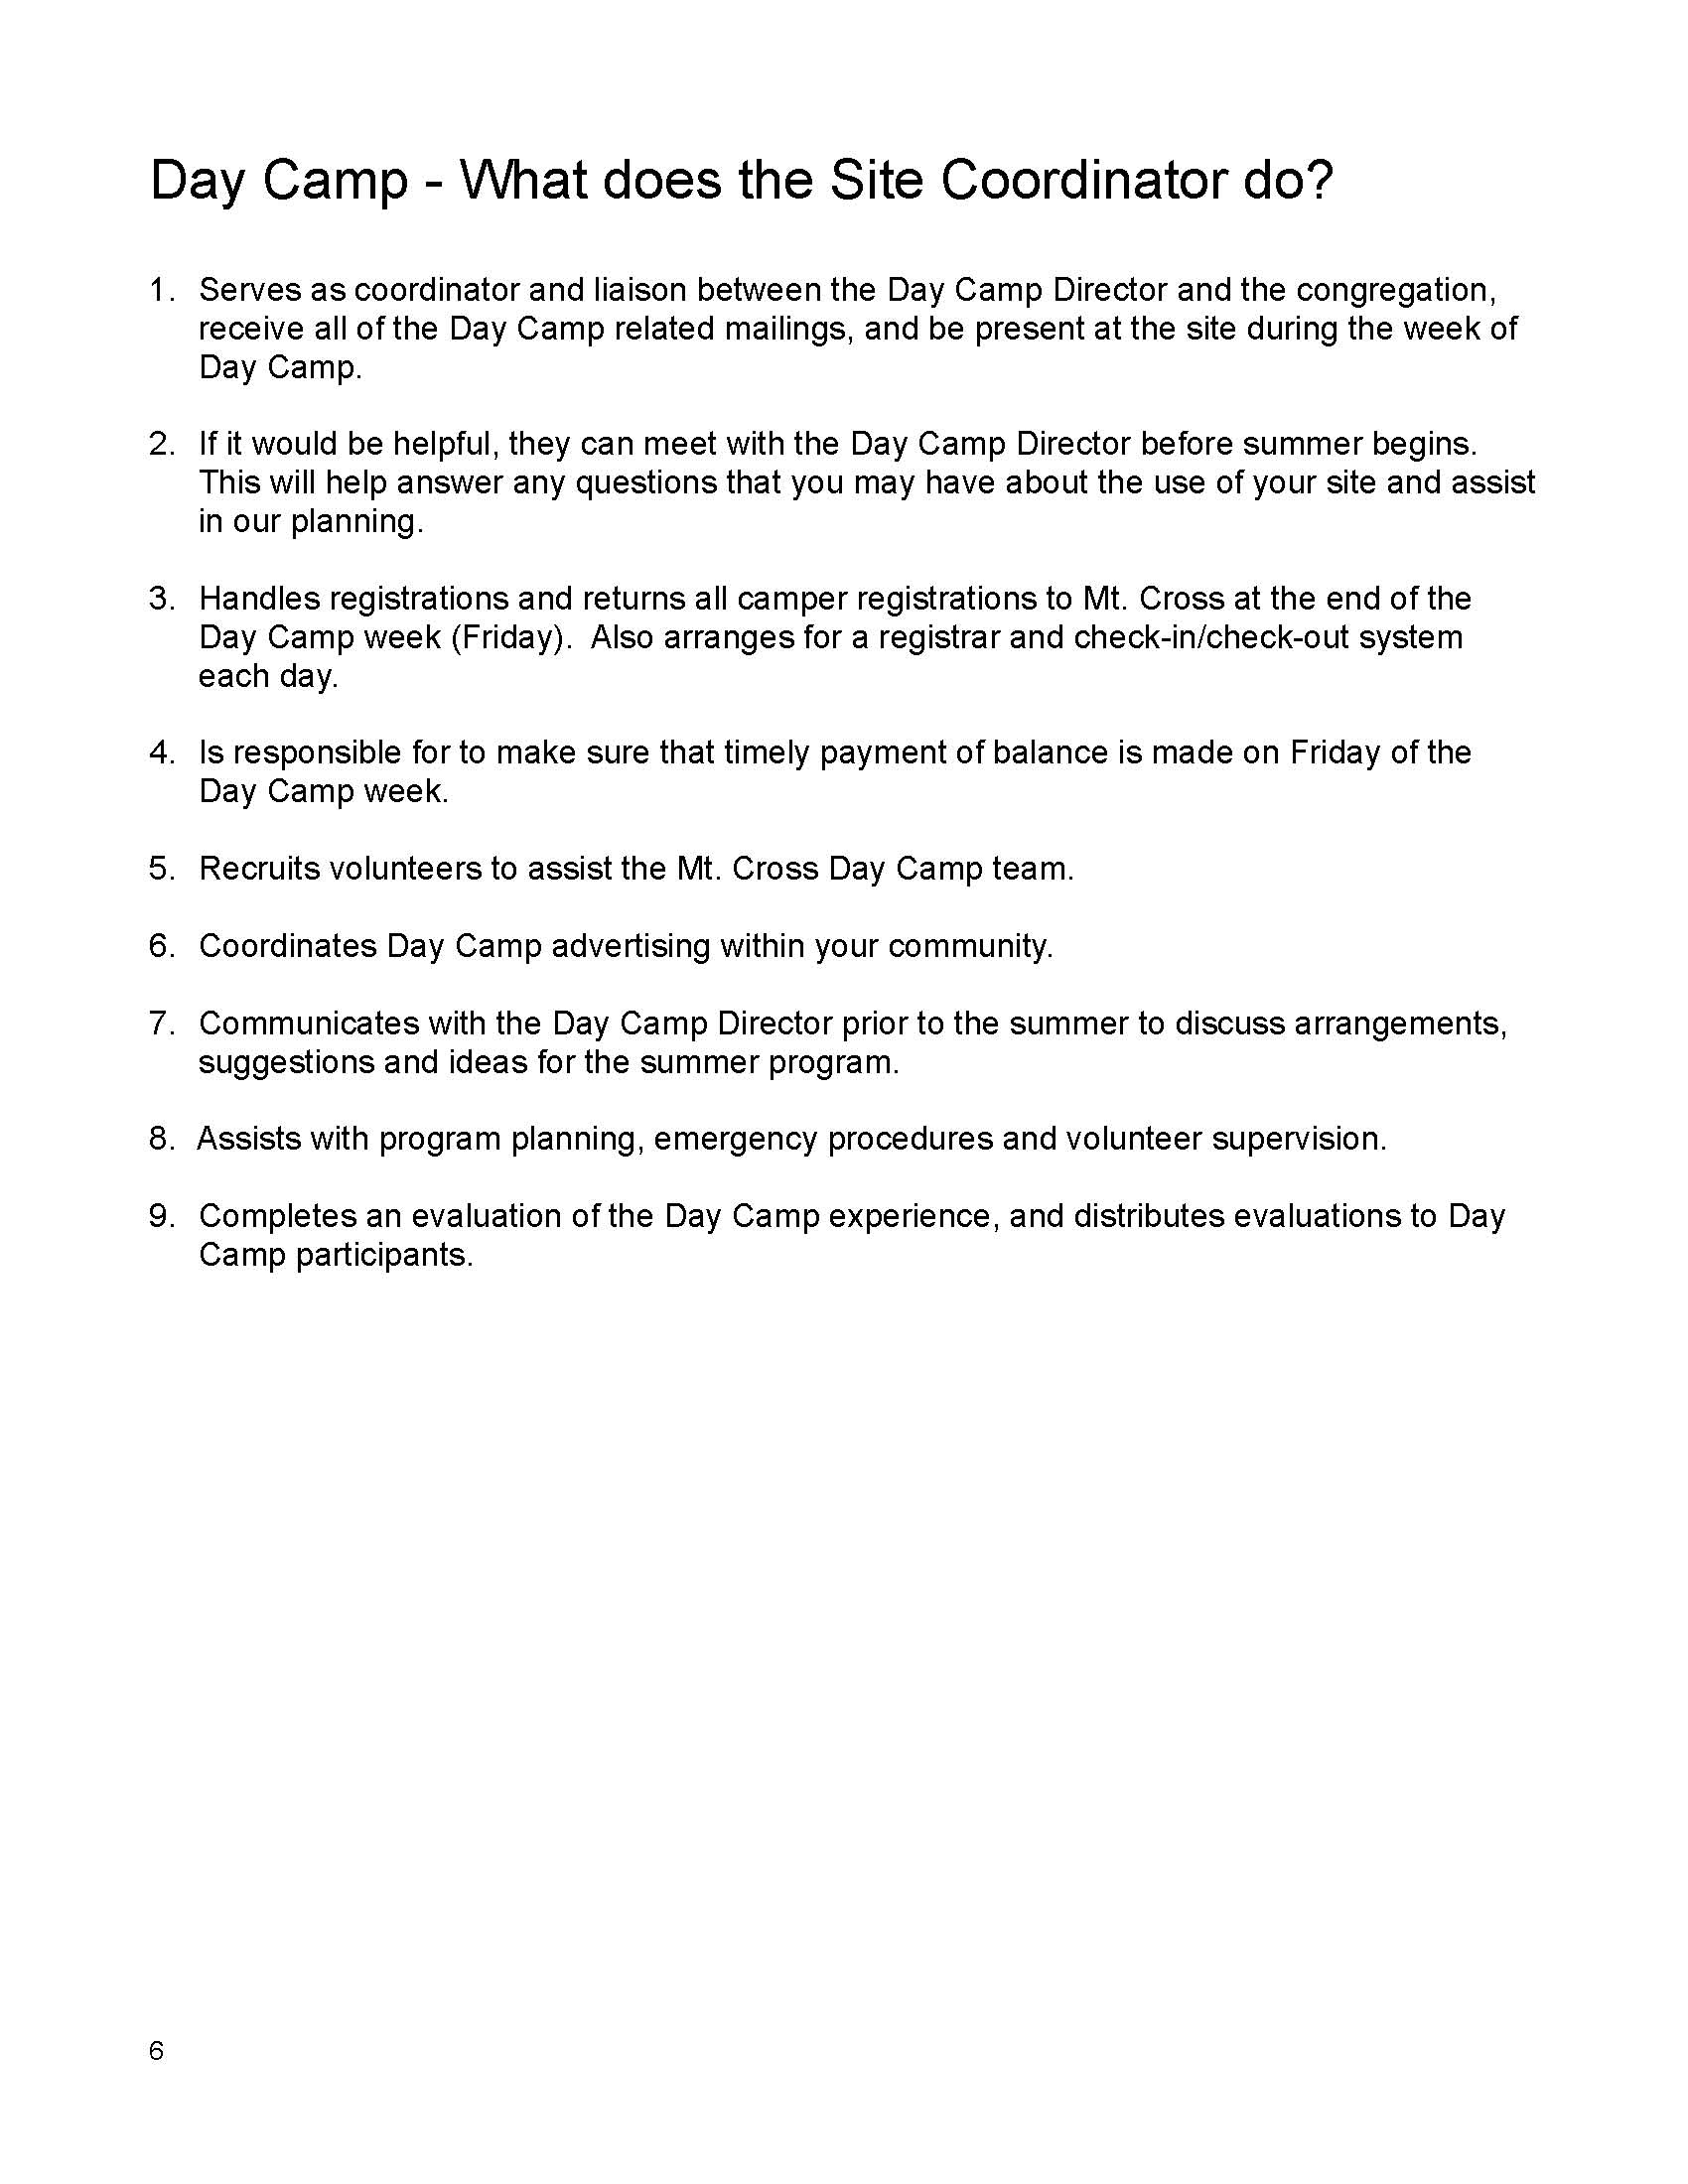 Day Camp - What does the Site Coordinator do?
1. Serves as coordinator and liaison between the Day Camp Director and the congregation,
receive all of the Day Camp related mailings, and be present at the site during the week of
Day Camp.
2. If it would be helpful, they can meet with the Day Camp Director before summer begins.
This will help answer any questions that you may have about the use of your site and assist
in our planning.
3. Handles registrations and returns all camper registrations to Mt. Cross at the end of the
Day Camp week (Friday).  Also arranges for a registrar and check-in/check-out system
each day.
4. Is responsible for to make sure that timely payment of balance is made on Friday of the
Day Camp week.
5. Recruits volunteers to assist the Mt. Cross Day Camp team.
6. Coordinates Day Camp advertising within your community.
7. Communicates with the Day Camp Director prior to the summer to discuss arrangements,
suggestions and ideas for the summer program.
8. Assists with program planning, emergency procedures and volunteer supervision.
9. Completes an evaluation of the Day Camp experience, and distributes evaluations to Day
Camp participants.
6